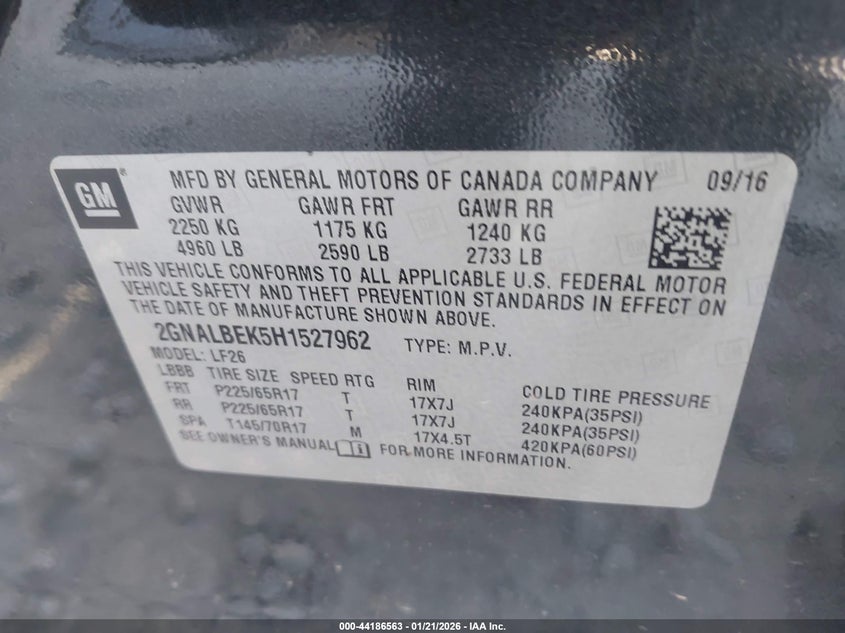 GM
MFD BY GENERAL MOTORS OF CANADA COMPANY 09/16
GVWR GAWR FRT GAWR RR
2250 KG 1175 KG 1240 KG
4960 LB 2590 LB 2733 LB
THIS VEHICLE CONFORMS TO ALL APPLICABLE U.S. FEDERAL MOTOR
VEHICLE SAFETY AND THEFT PREVENTION STANDARDS IN EFFECT ON
THE DATE OF MANUFACTURE SHOWN ABOVE.
2GNALBEK5H1527962 TYPE: M.P.V.
MODEL: LF26
LBBB TIRE SIZE SPEED RTG RIM COLD TIRE PRESSURE
FRT P225/65R17 T 17X7J 240KPA(35PSI)
RR P225/65R17 T 17X7J 240KPA(35PSI)
SPA T145/70R17 M 17X4.5T 420KPA(60PSI)
SEE OWNER'S MANUAL FOR MORE INFORMATION.
000-44186563 - 01/21/2026 - IAA Inc.